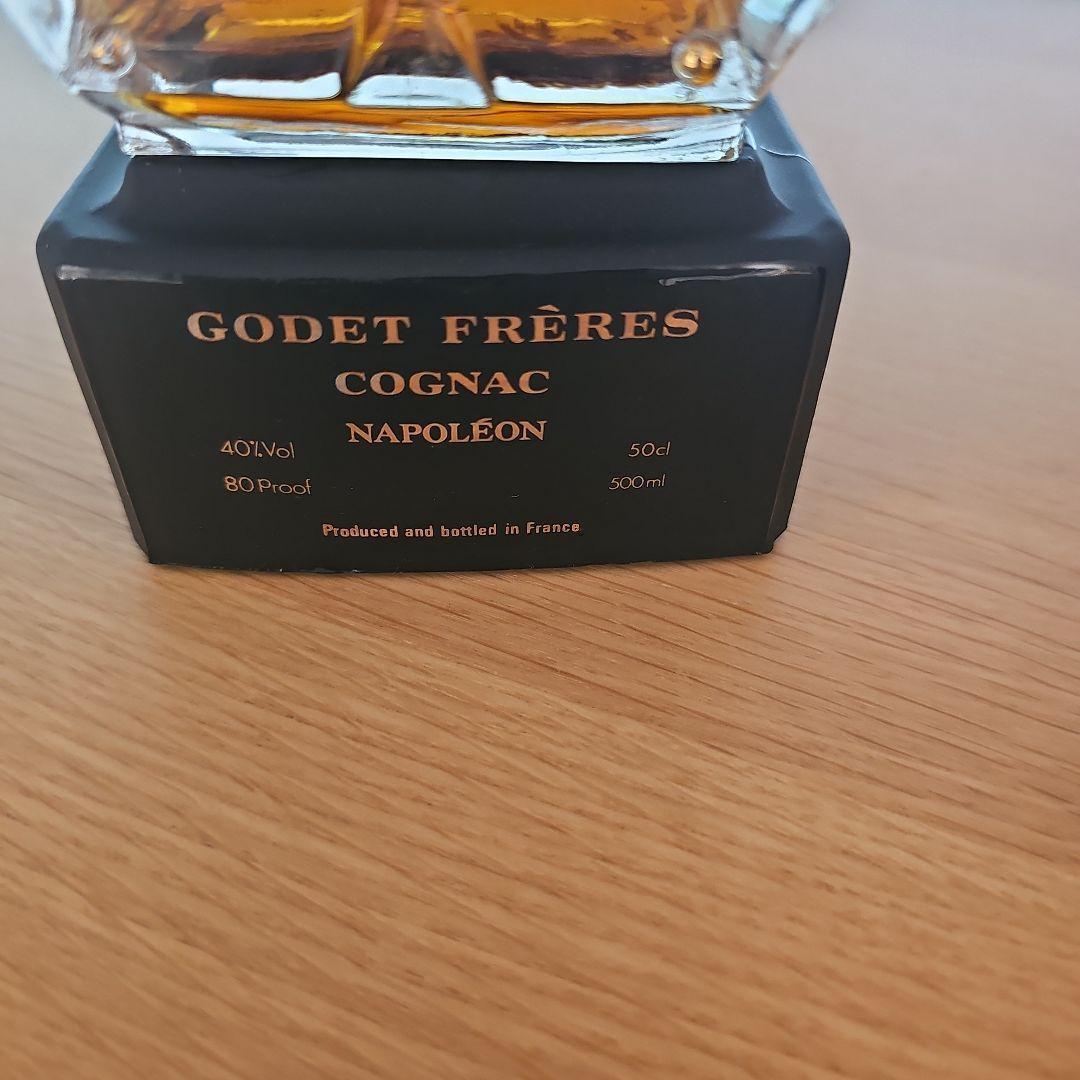 GODET FRÈRES
COGNAC
NAPOLÉON
40%Vol 50cl
80 Proof 500ml
Produced and bottled in France